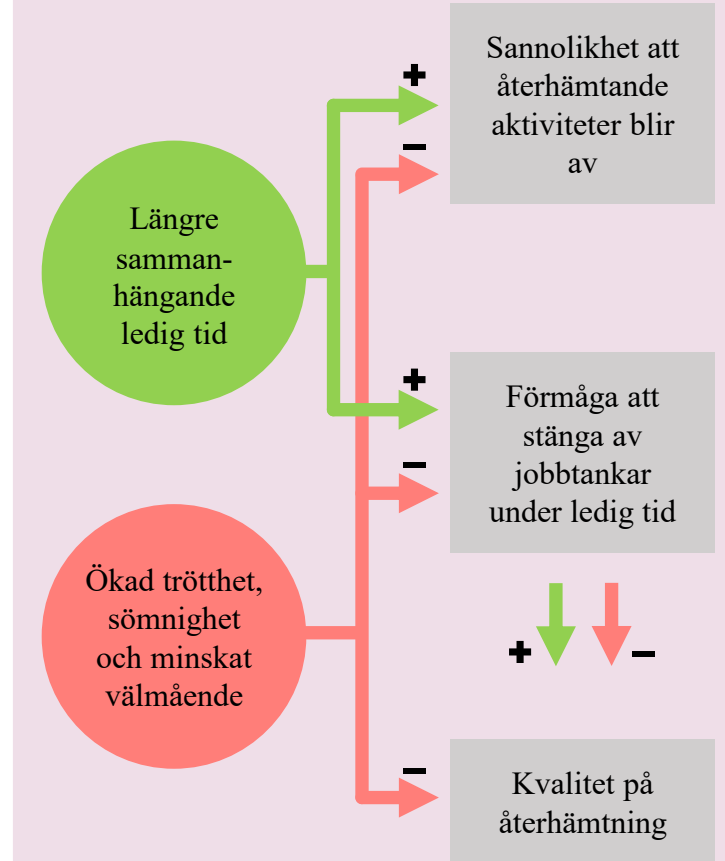 Sannolikhet att
återhämtande
aktiviteter blir
av
+
–
Längre
samman-
hängande
ledig tid
+
–
Förmåga att
stänga av
jobbtankar
under ledig tid
Ökad trötthet,
sömnighet
och minskat
välmående
+ –
–
Kvalitet på
återhämtning